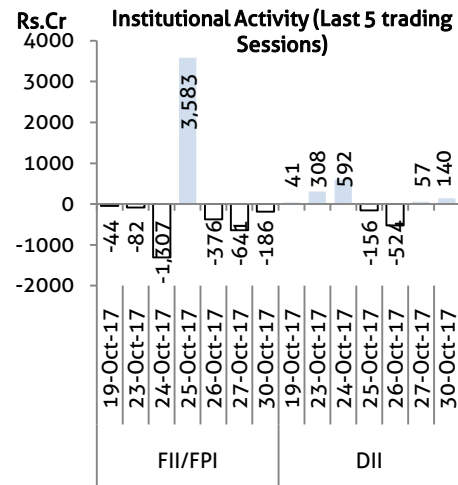 Rs.Cr
Institutional Activity (Last 5 trading
Sessions)
4000
3000
2000
1000
0
-1000
-2000
-44
-82
-1,307
3,583
-376
-641
-186
41
308
592
-156
-524
57
140
19-Oct-17
23-Oct-17
24-Oct-17
25-Oct-17
26-Oct-17
27-Oct-17
30-Oct-17
19-Oct-17
23-Oct-17
24-Oct-17
25-Oct-17
26-Oct-17
27-Oct-17
30-Oct-17
FII/FPI
DII